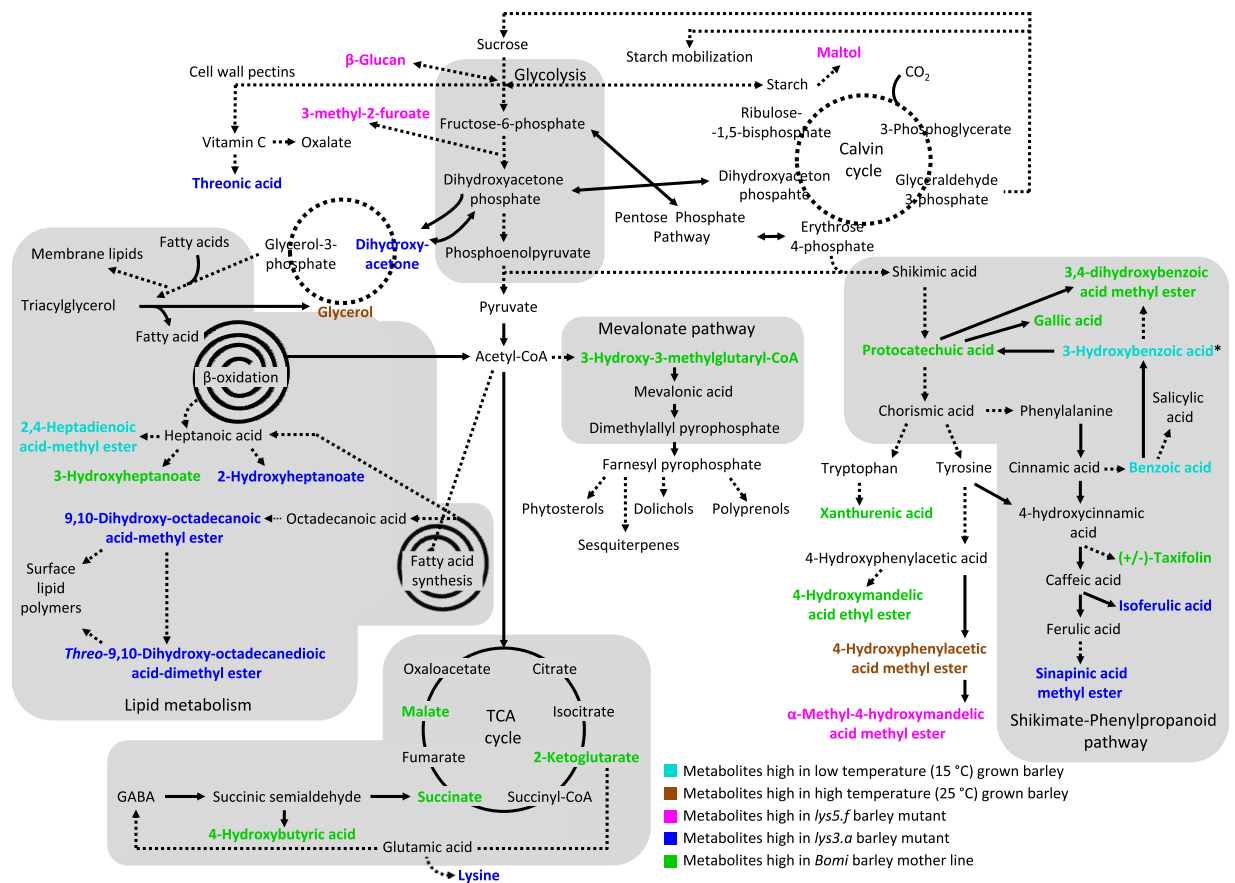 Sucrose
Starch mobilization
Maltol
β-Glucan
Cell wall pectins
Glycolysis
Starch
CO2
3-methyl-2-furoate
Fructose-6-phosphate
Ribulose-
-1,5-bisphosphate
3-Phosphoglycerate
Vitamin C
Oxalate
Calvin
cycle
Threonic acid
Dihydroxyacetone
phosphate
Dihydroxyaceton
phospahte
Glyceraldehyde
3-phosphate
Pentose Phosphate
Pathway
Erythrose
4-phosphate
Membrane lipids
Fatty acids
Glycerol-3-
phosphate
Dihydroxy-
acetone
Phosphoenolpyruvate
Shikimic acid
3,4-dihydroxybenzoic
acid methyl ester
Triacylglycerol
Glycerol
Pyruvate
Gallic acid
Fatty acid
Mevalonate pathway
Acetyl-CoA
3-Hydroxy-3-methylglutaryl-CoA
Protocatechuic acid
3-Hydroxybenzoic acid*
β-oxidation
Mevalonic acid
Salicylic
acid
Chorismic acid
Phenylalanine
2,4-Heptadienoic
acid-methyl ester
Heptanoic acid
Dimethylallyl pyrophosphate
3-Hydroxyheptanoate
2-Hydroxyheptanoate
Farnesyl pyrophosphate
Tryptophan
Tyrosine
Cinnamic acid
Benzoic acid
Phytosterols
Dolichols
Polyprenols
Xanthurenic acid
4-hydroxycinnamic
acid
9,10-Dihydroxy-octadecanoic
acid-methyl ester
Octadecanoic acid
Sesquiterpenes
Fatty acid
synthesis
4-Hydroxyphenylacetic acid
(+/-)-Taxifolin
Surface
lipid
polymers
Caffeic acid
4-Hydroxymandelic
acid ethyl ester
Isoferulic acid
Ferulic acid
Threo-9,10-Dihydroxy-octadecanedioic
acid-dimethyl ester
4-Hydroxyphenylacetic
acid methyl ester
Sinapinic acid
methyl ester
Lipid metabolism
Oxaloacetate
Citrate
Malate
TCA
cycle
Isocitrate
α-Methyl-4-hydroxymandelic
acid methyl ester
Shikimate-Phenylpropanoid
pathway
Fumarate
2-Ketoglutarate
GABA
Succinic semialdehyde
Succinate
Succinyl-CoA
4-Hydroxybutyric acid
Glutamic acid
Lysine
Metabolites high in low temperature (15 °C) grown barley
Metabolites high in high temperature (25 °C) grown barley
Metabolites high in lys5.f barley mutant
Metabolites high in lys3.a barley mutant
Metabolites high in Bomi barley mother line